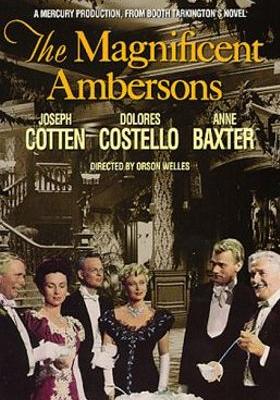 A MERCURY PRODUCTION, FROM BOOTH TARKINGTON'S NOVEL
The Magnificent
Ambersons
JOSEPH DOLORES ANNE
COTTEN COSTELLO BAXTER
DIRECTED BY ORSON WELLES